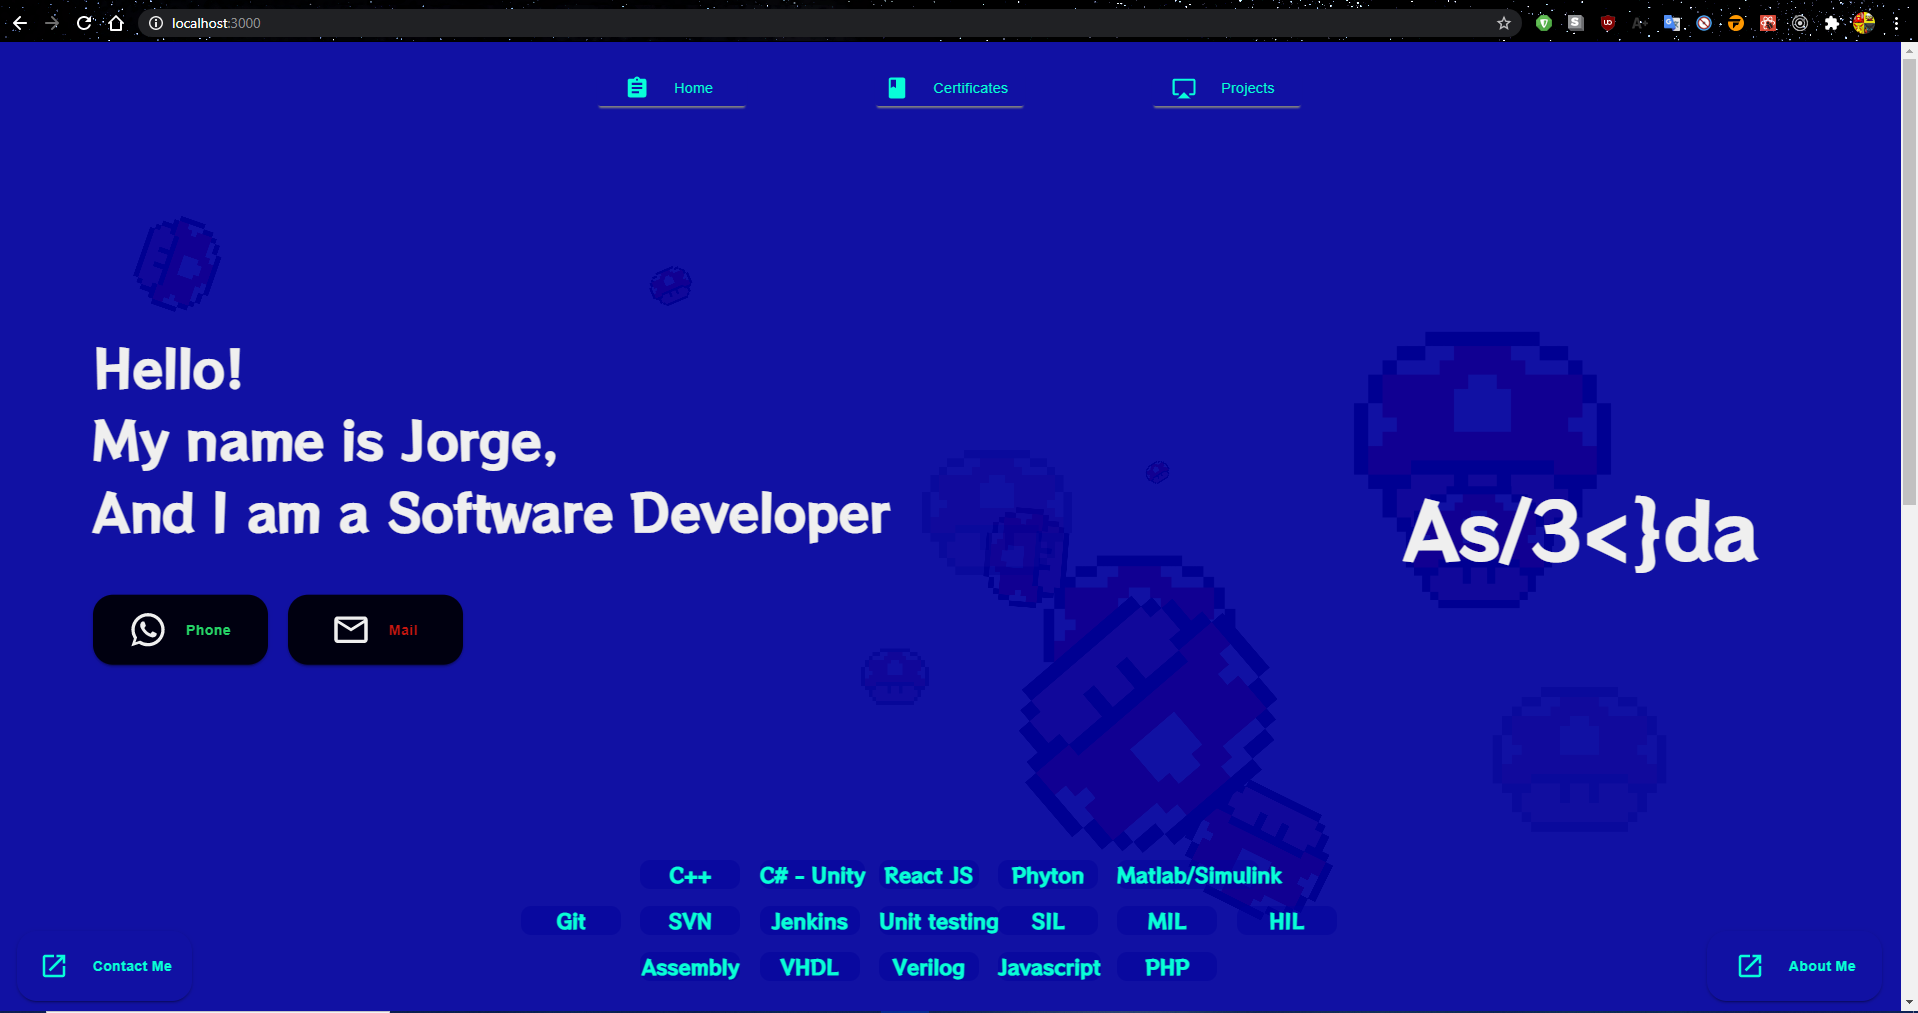 localhost:3000
Home Certificates Projects
Hello!
My name is Jorge,
And I am a Software Developer
As/3<}da
Phone Mail
C++ C# - Unity React JS Phyton Matlab/Simulink
Git SVN Jenkins Unit testing SIL MIL HIL
Assembly VHDL Verilog Javascript PHP
Contact Me About Me